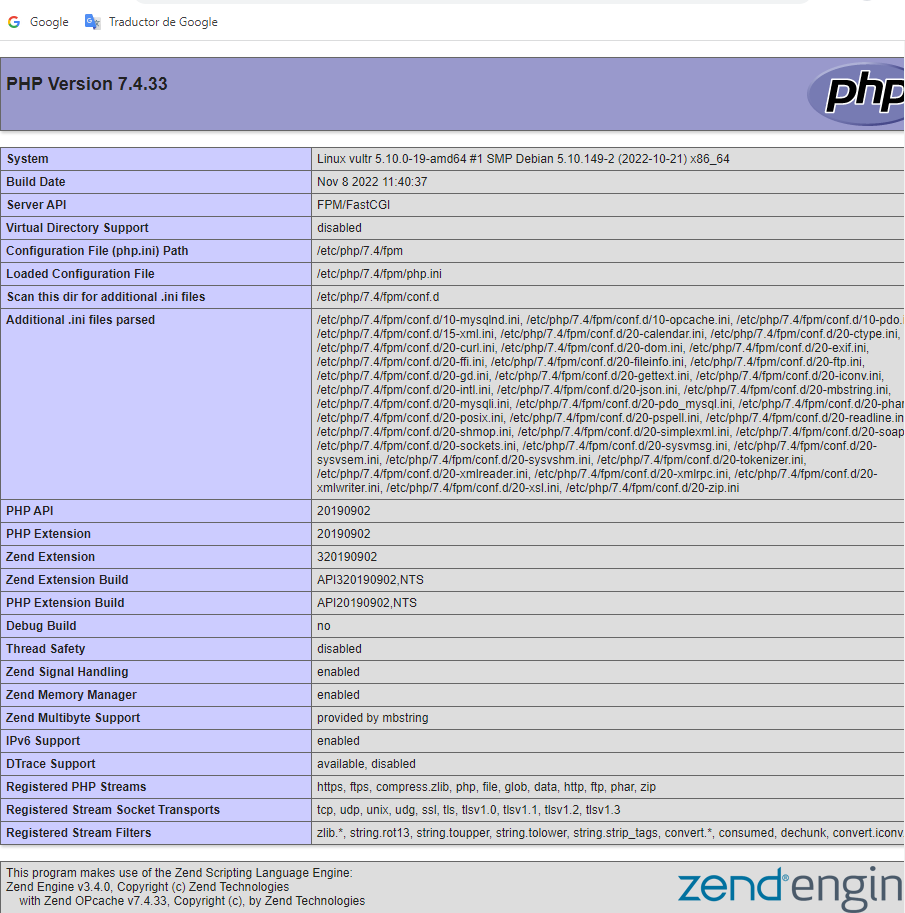 Google Traductor de Google
PHP Version 7.4.33
php
System Linux vultr 5.10.0-19-amd64 #1 SMP Debian 5.10.149-2 (2022-10-21) x86_64
Build Date Nov 8 2022 11:40:37
Server API FPM/FastCGI
Virtual Directory Support disabled
Configuration File (php.ini) Path /etc/php/7.4/fpm
Loaded Configuration File /etc/php/7.4/fpm/php.ini
Scan this dir for additional .ini files /etc/php/7.4/fpm/conf.d
Additional .ini files parsed /etc/php/7.4/fpm/conf.d/10-mysqlnd.ini, /etc/php/7.4/fpm/conf.d/10-opcache.ini, /etc/php/7.4/fpm/conf.d/10-pdo.
/etc/php/7.4/fpm/conf.d/15-xml.ini, /etc/php/7.4/fpm/conf.d/20-calendar.ini, /etc/php/7.4/fpm/conf.d/20-ctype.ini,
/etc/php/7.4/fpm/conf.d/20-curl.ini, /etc/php/7.4/fpm/conf.d/20-dom.ini, /etc/php/7.4/fpm/conf.d/20-exif.ini,
/etc/php/7.4/fpm/conf.d/20-ffi.ini, /etc/php/7.4/fpm/conf.d/20-fileinfo.ini, /etc/php/7.4/fpm/conf.d/20-ftp.ini,
/etc/php/7.4/fpm/conf.d/20-gd.ini, /etc/php/7.4/fpm/conf.d/20-gettext.ini, /etc/php/7.4/fpm/conf.d/20-iconv.ini,
/etc/php/7.4/fpm/conf.d/20-intl.ini, /etc/php/7.4/fpm/conf.d/20-json.ini, /etc/php/7.4/fpm/conf.d/20-mbstring.ini,
/etc/php/7.4/fpm/conf.d/20-mysqli.ini, /etc/php/7.4/fpm/conf.d/20-pdo_mysql.ini, /etc/php/7.4/fpm/conf.d/20-phar
/etc/php/7.4/fpm/conf.d/20-posix.ini, /etc/php/7.4/fpm/conf.d/20-pspell.ini, /etc/php/7.4/fpm/conf.d/20-readline.in
/etc/php/7.4/fpm/conf.d/20-shmop.ini, /etc/php/7.4/fpm/conf.d/20-simplexml.ini, /etc/php/7.4/fpm/conf.d/20-soap
/etc/php/7.4/fpm/conf.d/20-sockets.ini, /etc/php/7.4/fpm/conf.d/20-sysvmsg.ini, /etc/php/7.4/fpm/conf.d/20-
sysvsem.ini, /etc/php/7.4/fpm/conf.d/20-sysvshm.ini, /etc/php/7.4/fpm/conf.d/20-tokenizer.ini,
/etc/php/7.4/fpm/conf.d/20-xmlreader.ini, /etc/php/7.4/fpm/conf.d/20-xmlrpc.ini, /etc/php/7.4/fpm/conf.d/20-
xmlwriter.ini, /etc/php/7.4/fpm/conf.d/20-xsl.ini, /etc/php/7.4/fpm/conf.d/20-zip.ini
PHP API 20190902
PHP Extension 20190902
Zend Extension 320190902
Zend Extension Build API320190902,NTS
PHP Extension Build API20190902,NTS
Debug Build no
Thread Safety disabled
Zend Signal Handling enabled
Zend Memory Manager enabled
Zend Multibyte Support provided by mbstring
IPv6 Support enabled
DTrace Support available, disabled
Registered PHP Streams https, ftps, compress.zlib, php, file, glob, data, http, ftp, phar, zip
Registered Stream Socket Transports tcp, udp, unix, udg, ssl, tls, tlsv1.0, tlsv1.1, tlsv1.2, tlsv1.3
Registered Stream Filters zlib.*, string.rot13, string.toupper, string.tolower, string.strip_tags, convert.*, consumed, dechunk, convert.iconv.
This program makes use of the Zend Scripting Language Engine:
Zend Engine v3.4.0, Copyright (c) Zend Technologies
with Zend OPcache v7.4.33, Copyright (c), by Zend Technologies
zend® engin